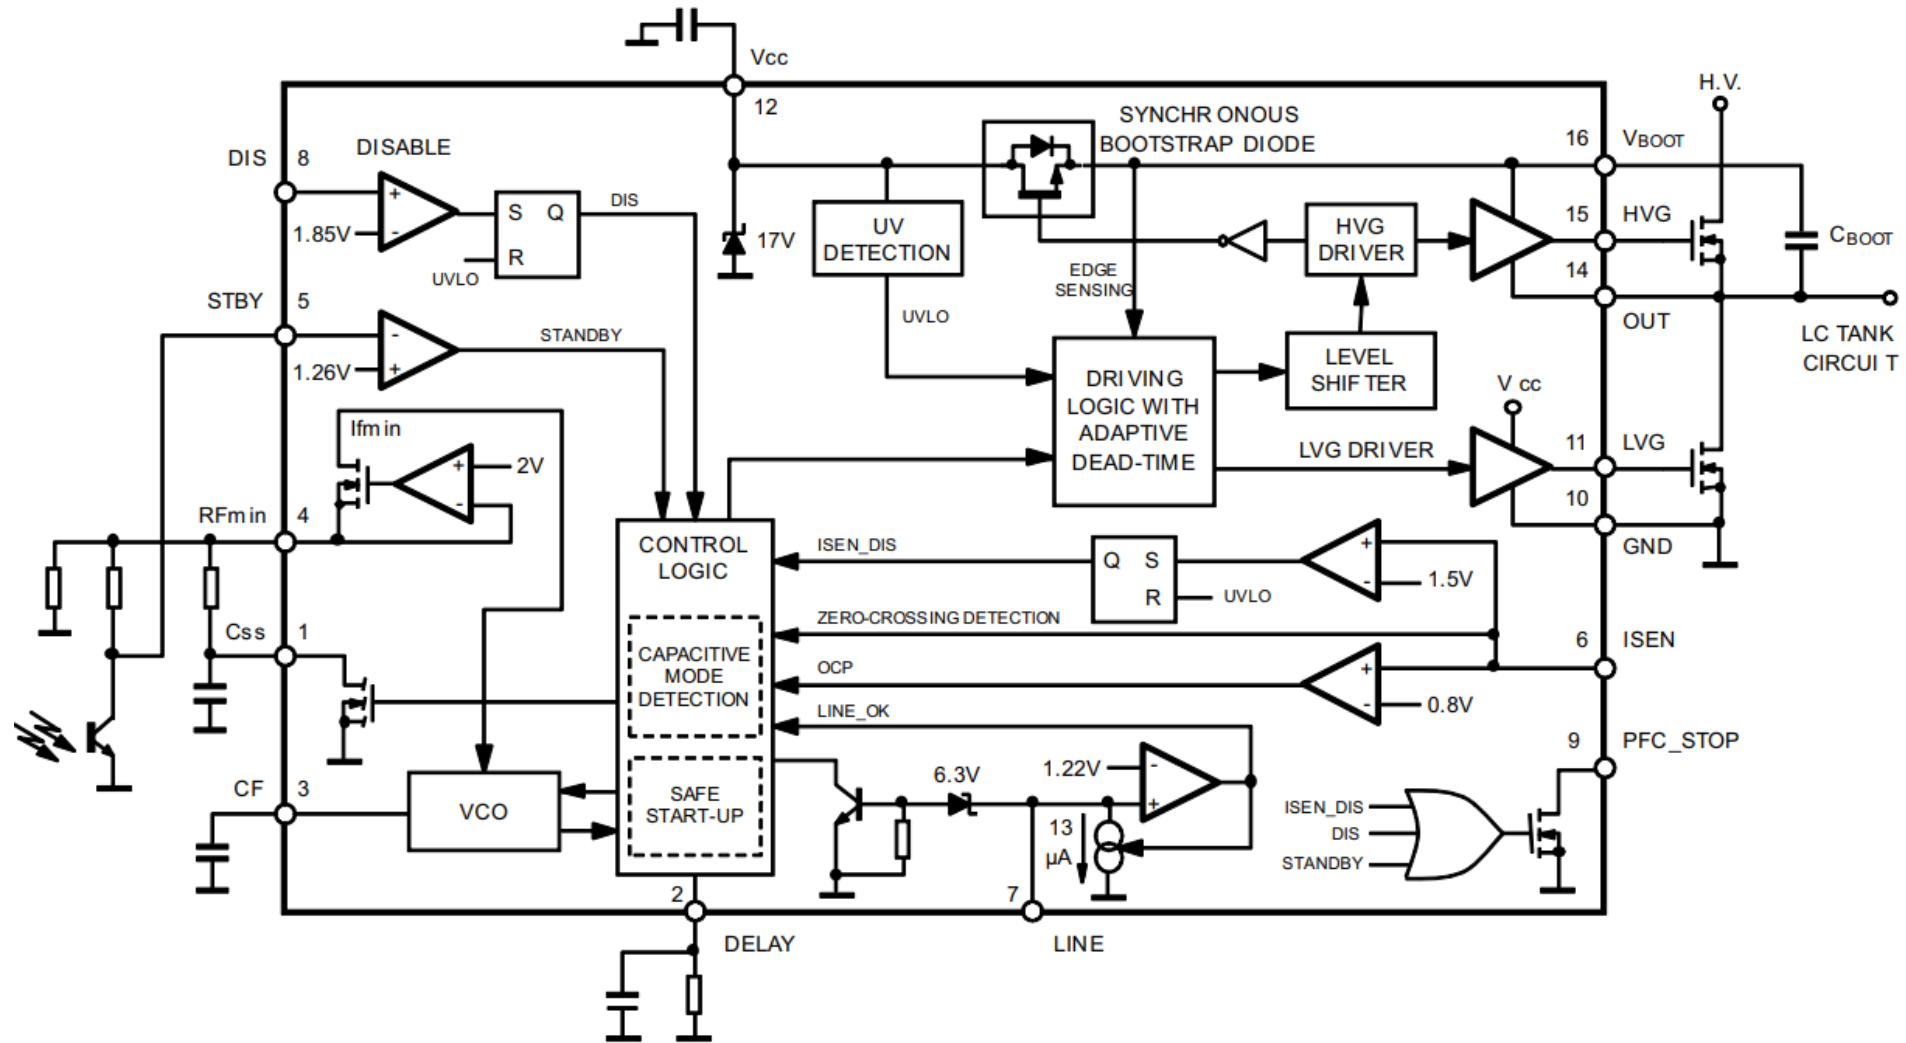 Vcc
12
H.V.
SYNCHRONOUS
BOOTSTRAP DIODE
16
VBOOT
DIS
8
DISABLE
+
-
1.85V
S
Q
R
UVLO
DIS
17V
UV
DETECTION
HVG
DRIVER
15
HVG
14
CBOOT
EDGE
SENSING
UVLO
OUT
LC TANK
CIRCUIT
STBY
5
-
+
1.26V
STANDBY
LEVEL
SHIFTER
DRIVING
LOGIC WITH
ADAPTIVE
DEAD-TIME
Vcc
LVG DRIVER
11
LVG
10
GND
Ifmin
+
-
2V
RFmin
4
CONTROL
LOGIC
ISEN_DIS
Q
S
R
UVLO
+
-
1.5V
ZERO-CROSSING DETECTION
6
ISEN
Css
1
CAPACITIVE
MODE
DETECTION
OCP
+
-
0.8V
LINE_OK
9
PFC_STOP
CF
3
VCO
SAFE
START-UP
6.3V
1.22V
-
+
13
µA
ISEN_DIS
DIS
STANDBY
2
DELAY
7
LINE